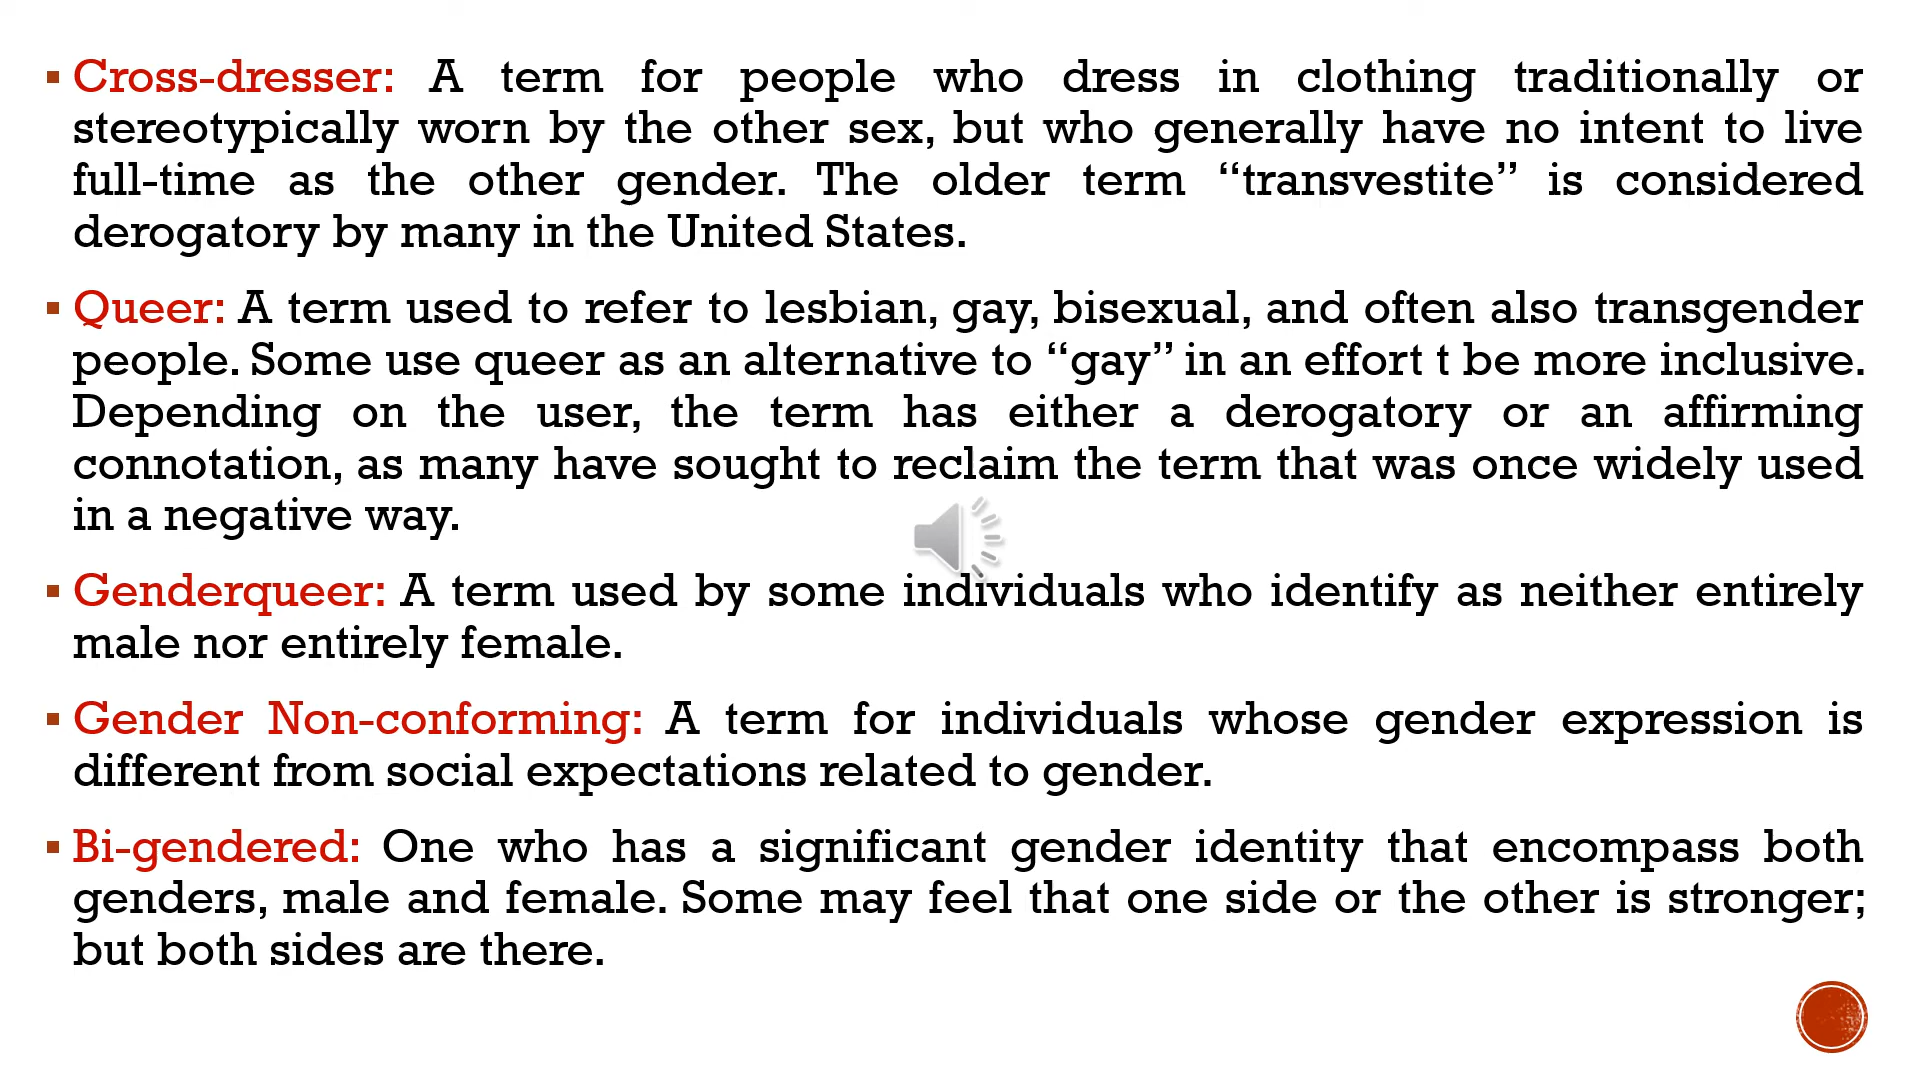 Cross-dresser: A term for people who dress in clothing traditionally or
stereotypically worn by the other sex, but who generally have no intent to live
full-time as the other gender. The older term “transvestite” is considered
derogatory by many in the United States.
Queer: A term used to refer to lesbian, gay, bisexual, and often also transgender
people. Some use queer as an alternative to “gay” in an effort t be more inclusive.
Depending on the user, the term has either a derogatory or an affirming
connotation, as many have sought to reclaim the term that was once widely used
in a negative way.
Genderqueer: A term used by some individuals who identify as neither entirely
male nor entirely female.
Gender Non-conforming: A term for individuals whose gender expression is
different from social expectations related to gender.
Bi-gendered: One who has a significant gender identity that encompass both
genders, male and female. Some may feel that one side or the other is stronger;
but both sides are there.